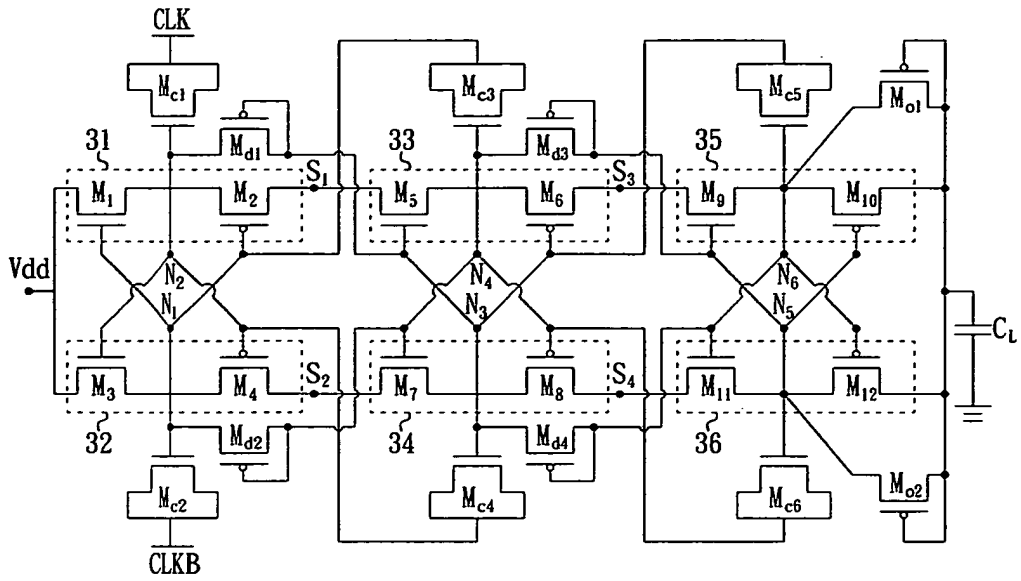 CLK
Mc1 Mc3 Mc5 Mo1
31 Md1 33 Md3 35
M1 M2 S1 M5 M6 S3 M9 M10
Vdd
N2 N4 N6
N1 N3 N5
CL
M3 M4 S2 M7 M8 S4 M11 M12
32 Md2 34 Md4 36
Mc2 Mc4 Mc6 Mo2
CLKB